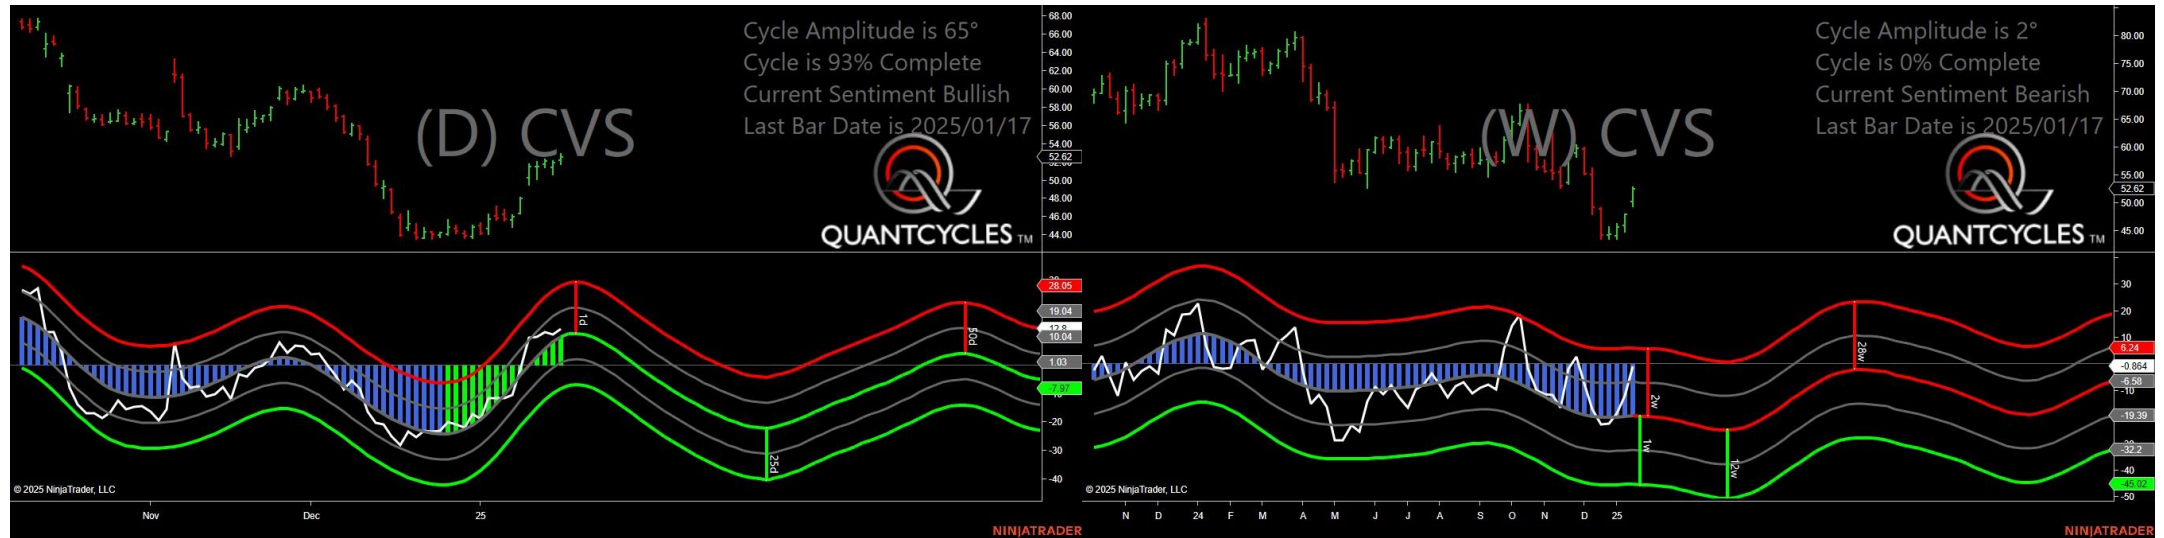 Cycle Amplitude is 65°
Cycle is 93% Complete
Current Sentiment Bullish
Last Bar Date is 2025/01/17
(D) CVS
QUANTCYCLES TM
68.00
66.00
64.00
62.00
60.00
58.00
56.00
54.00
52.62
50.00
48.00
46.00
44.00
28.05
19.04
12.8
10.04
1.03
-7.97
-20
-30
-40
1d
50d
25d
© 2025 NinjaTrader, LLC
Nov Dec 25
NINJATRADER
Cycle Amplitude is 2°
Cycle is 0% Complete
Current Sentiment Bearish
Last Bar Date is 2025/01/17
(W) CVS
QUANTCYCLES TM
80.00
75.00
70.00
65.00
60.00
55.00
52.62
50.00
45.00
30
20
10
6.24
-0.864
-6.58
-10
-19.39
-32.2
-40
-45.02
-50
28w
2w
1w
12w
© 2025 NinjaTrader, LLC
N D 24 F M A M J J A S O N D 25
NINJATRADER